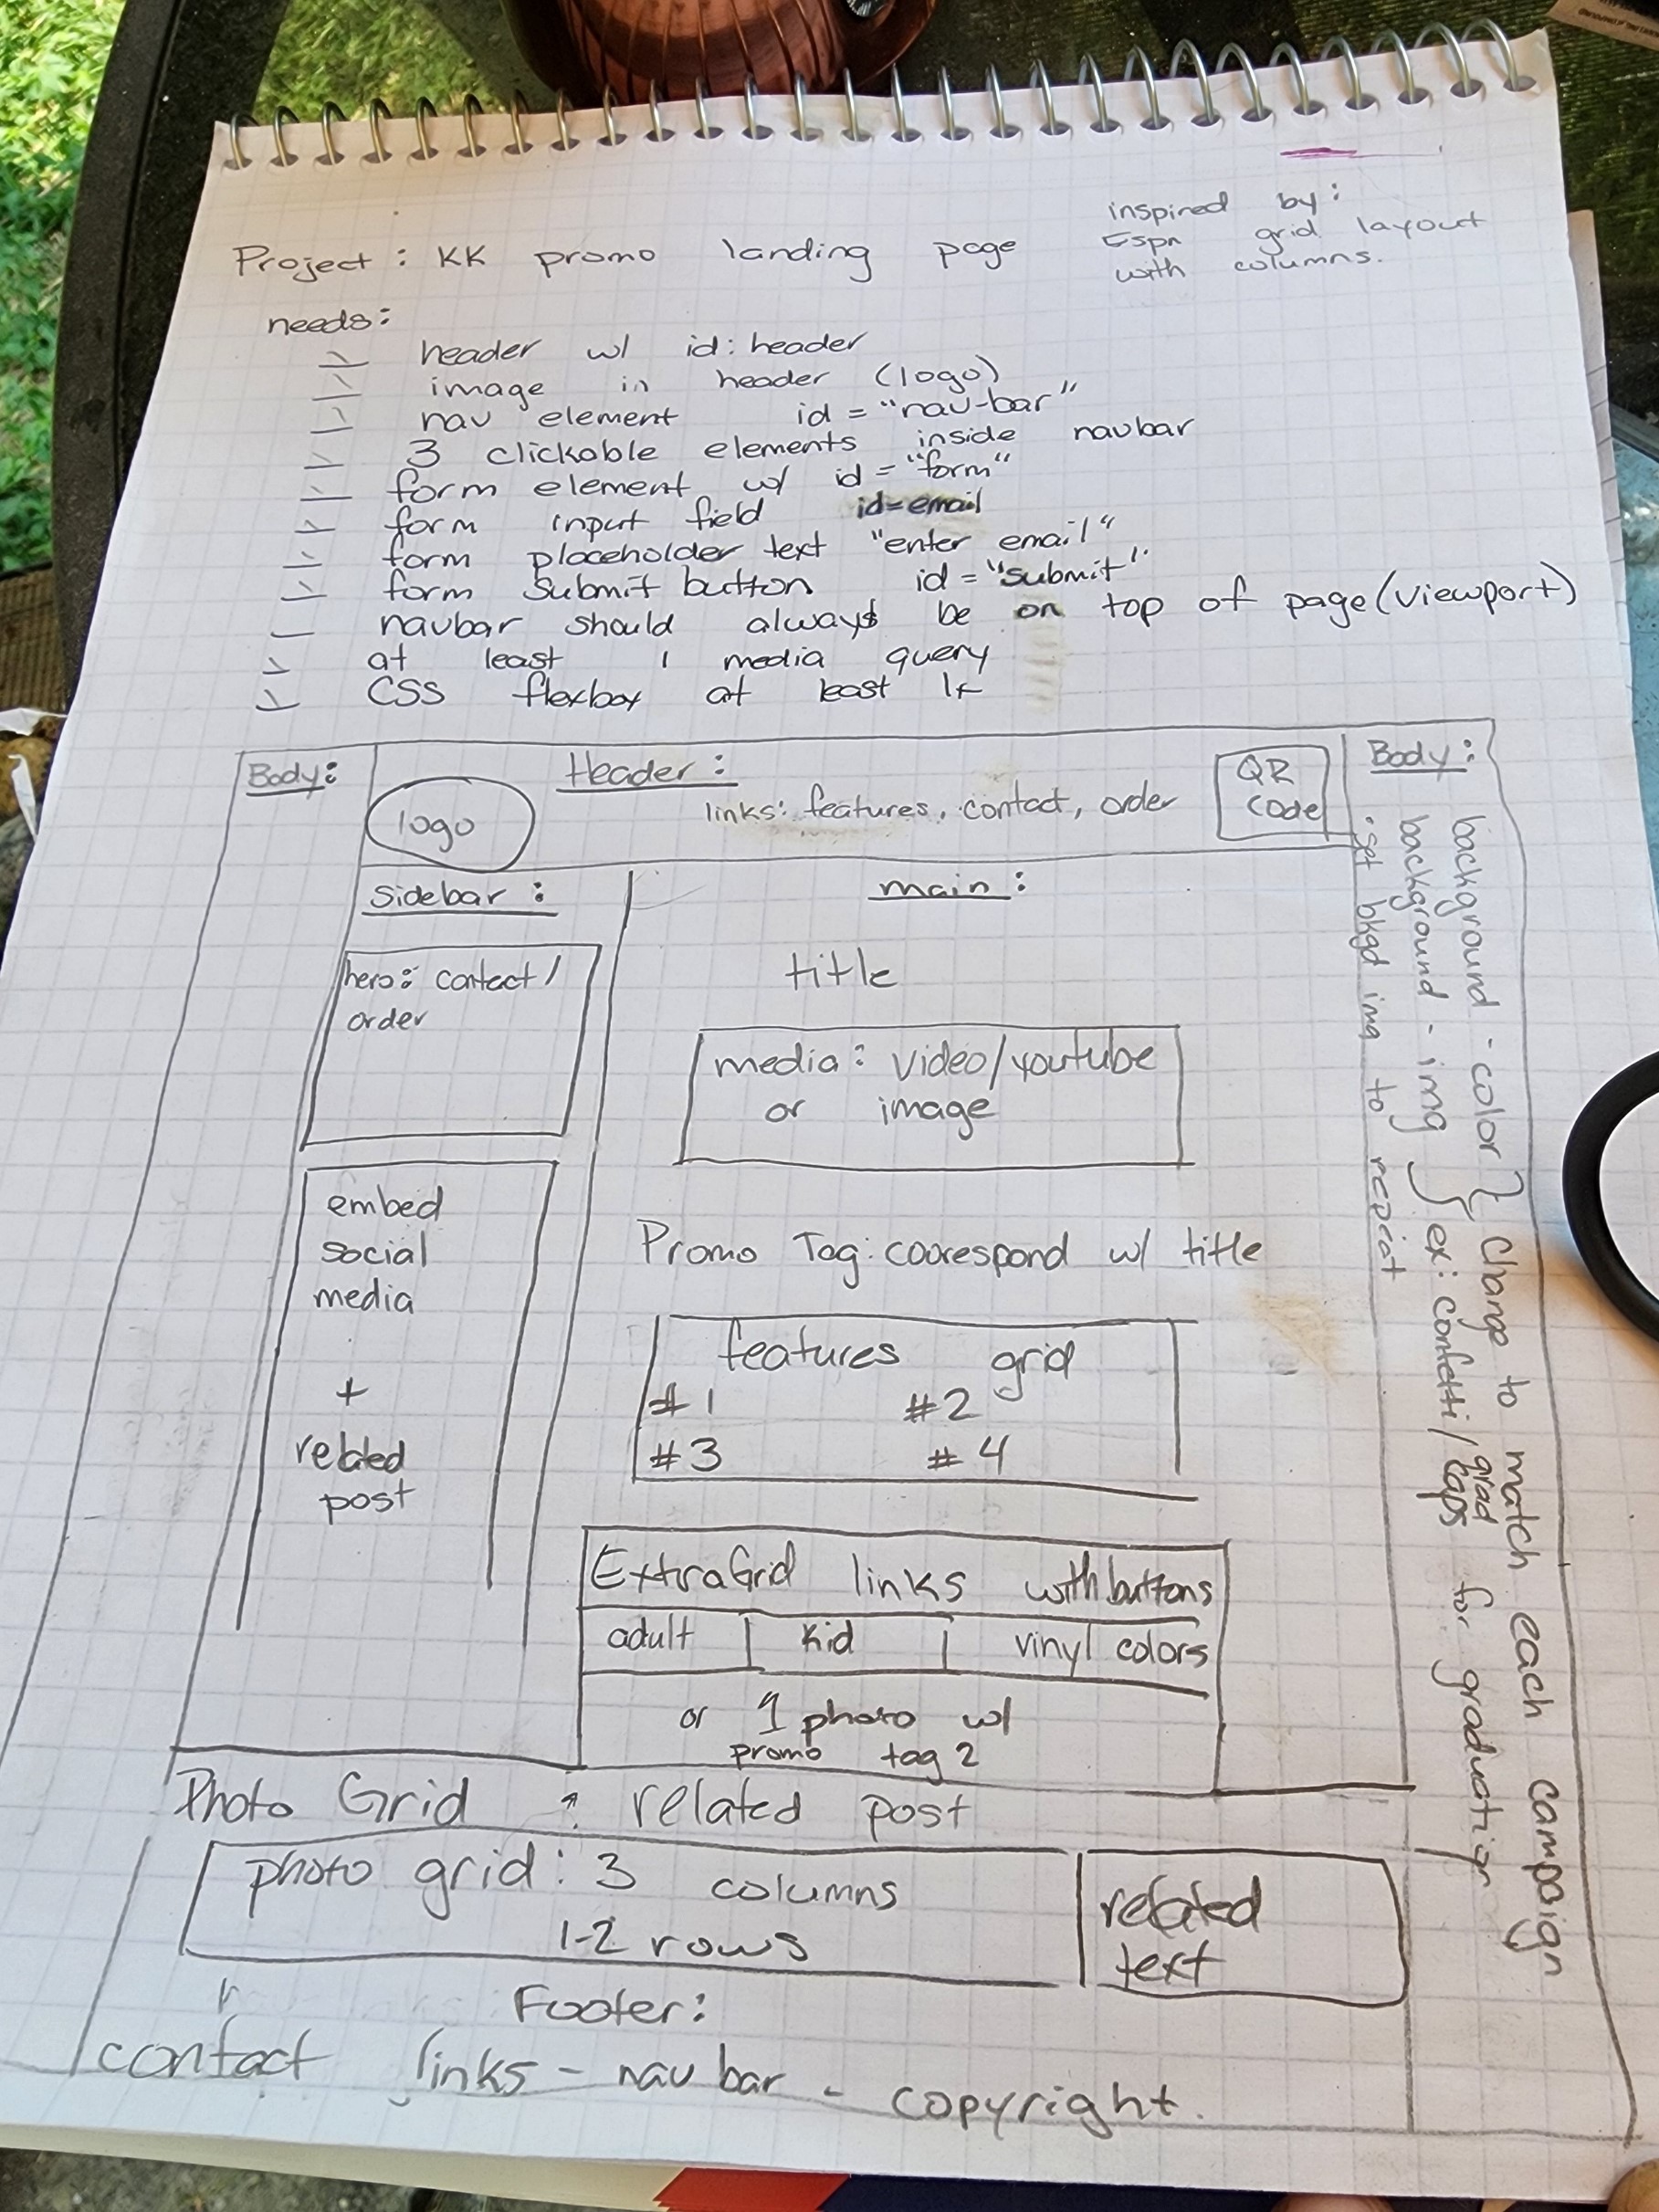 inspired by:
Espn grid layout
with columns.
Project: KK promo landing page
needs:
header w/ id: header
image in header (logo)
nav element id = "nav-bar"
3 clickable elements inside navbar
form element w/ id = "form"
form input field id=email
form placeholder text "enter email"
form submit button id = "submit"
navbar should always be on top of page (viewport)
at least 1 media query
CSS flexbox at least 1x
Body:
Header:
logo
links: features, contact, order
QR
code
Body:
background - color } change to match each campaign
background - img } ex: confetti/grad caps for graduation
• set bkgd img to repeat
Sidebar:
hero: contact/
order
embed
social
media
+
related
post
main:
title
media: video/youtube
or image
Promo Tag: coorespond w/ title
features grid
#1 #2
#3 #4
Extra Grid links with buttons
adult kid vinyl colors
or 1 photo w/
promo tag 2
Photo Grid : related post
photo grid: 3 columns
1-2 rows
related
text
Footer:
contact links - nav bar - copyright.